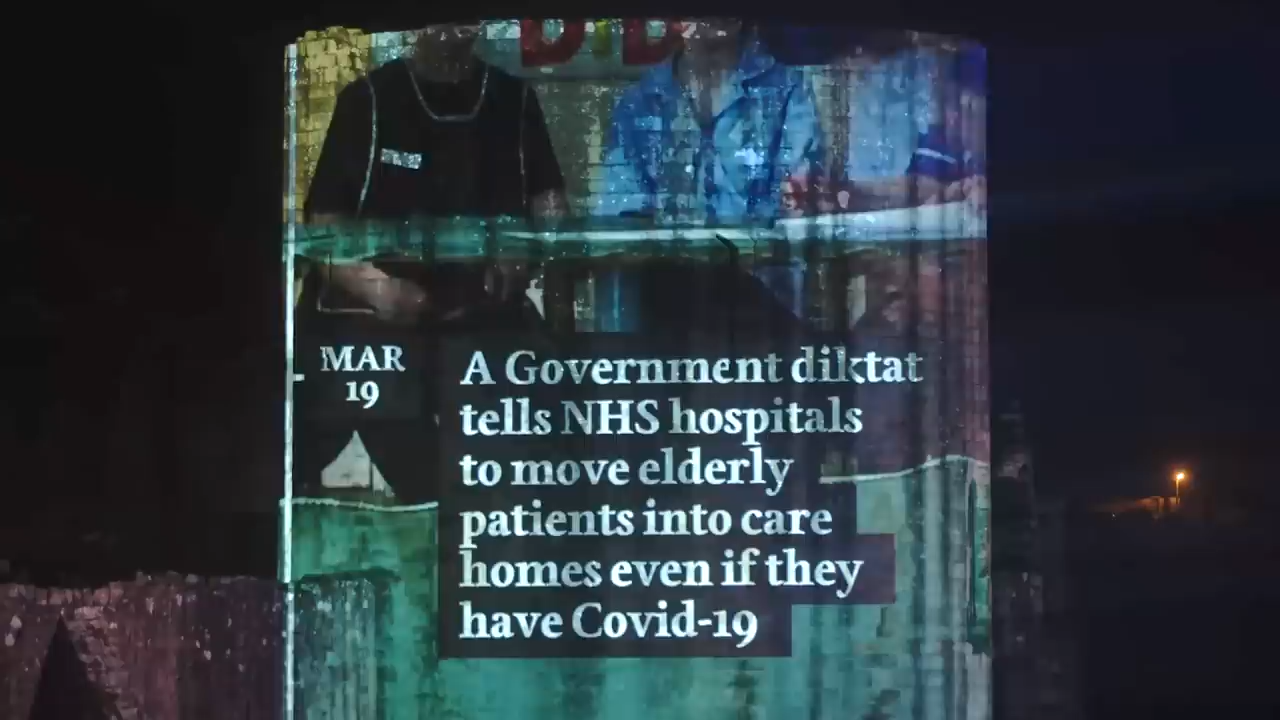 MAR
19
A Government diktat
tells NHS hospitals
to move elderly
patients into care
homes even if they
have Covid-19